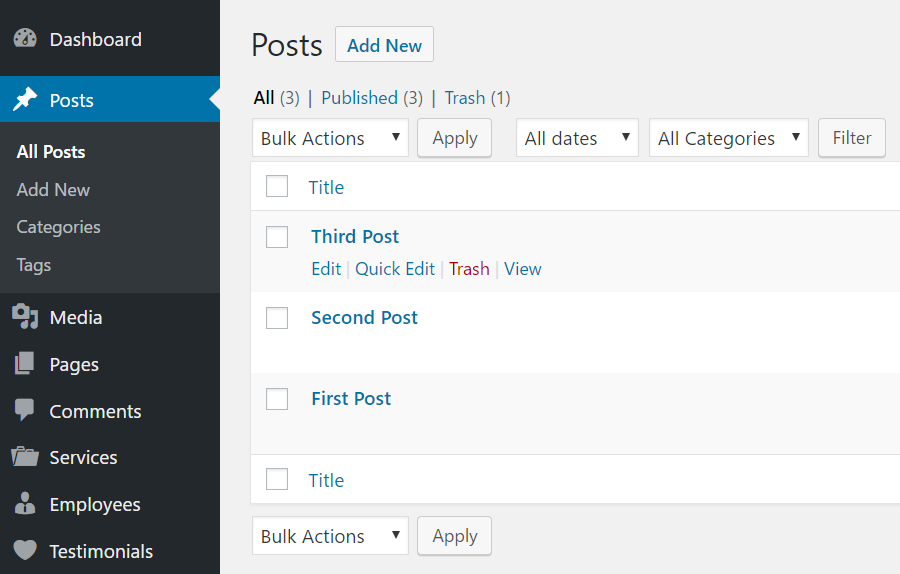 Dashboard
Posts
All Posts
Add New
Categories
Tags
Media
Pages
Comments
Services
Employees
Testimonials
Posts Add New
All (3) | Published (3) | Trash (1)
Bulk Actions Apply All dates All Categories Filter
Title
Third Post
Edit | Quick Edit | Trash | View
Second Post
First Post
Title
Bulk Actions Apply